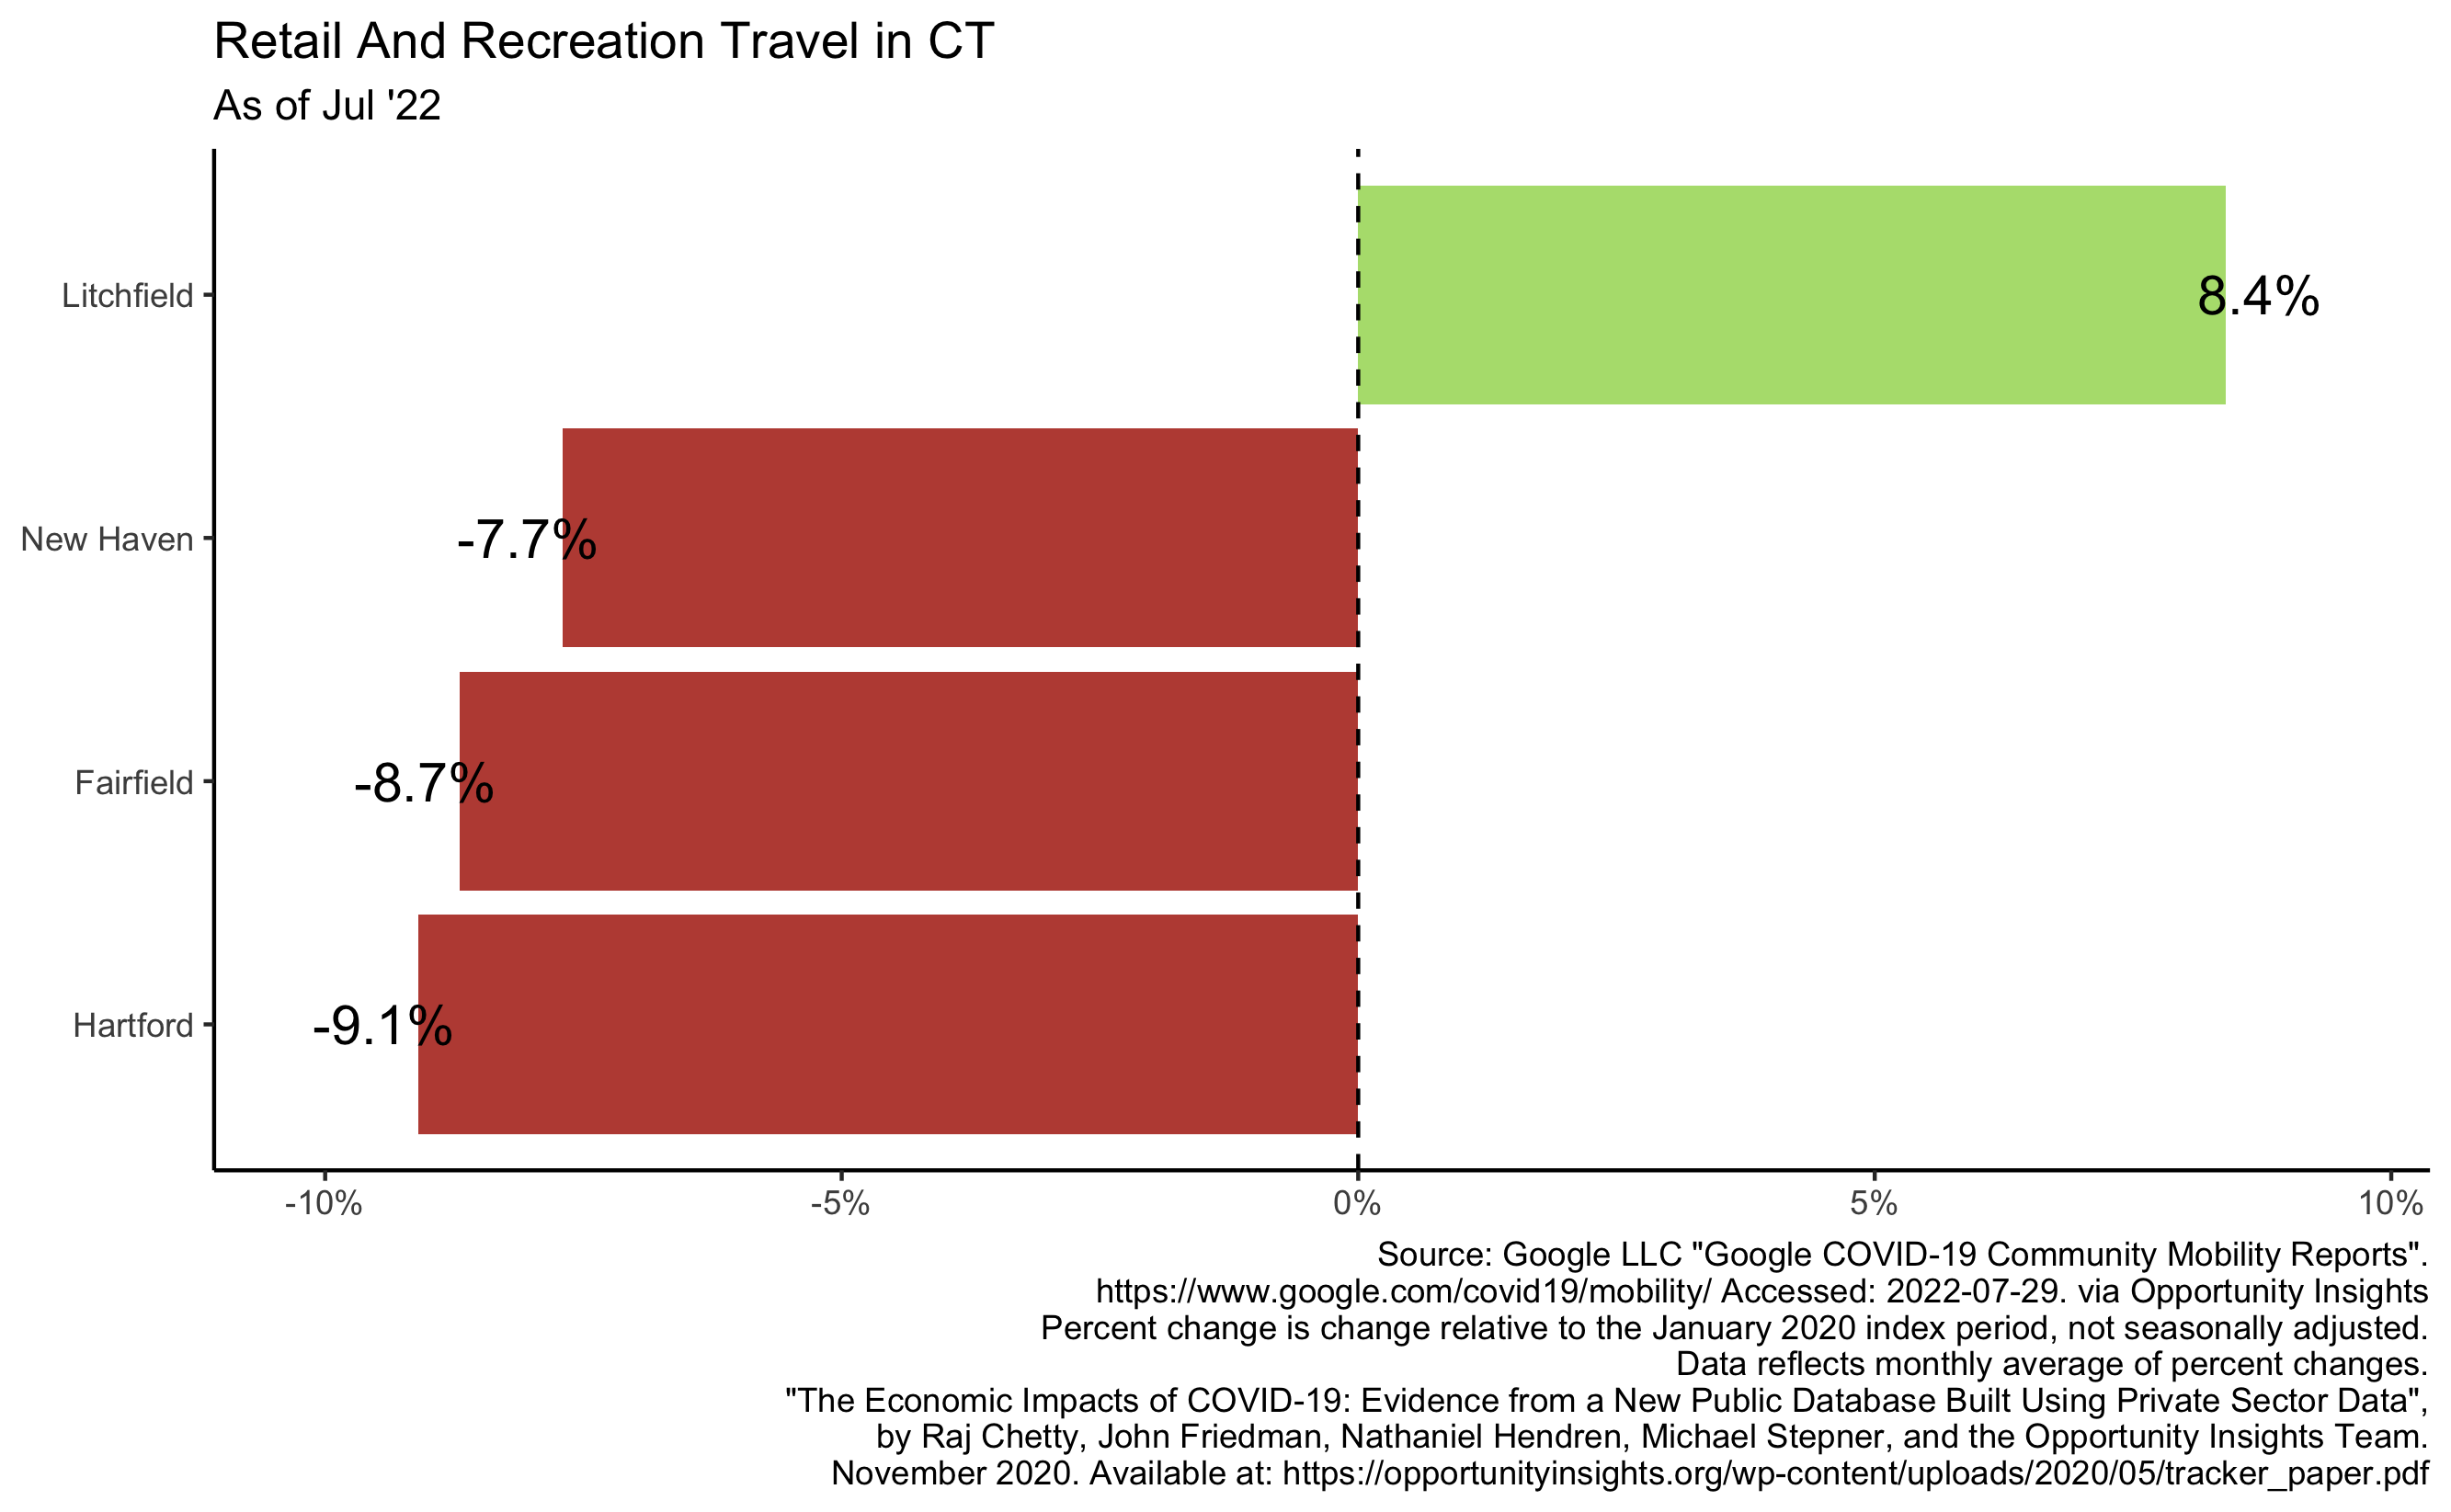 Retail And Recreation Travel in CT
As of Jul '22
Litchfield
8.4%
New Haven
-7.7%
Fairfield
-8.7%
Hartford
-9.1%
-10%
-5%
0%
5%
10%
Source: Google LLC "Google COVID-19 Community Mobility Reports".
https://www.google.com/covid19/mobility/ Accessed: 2022-07-29. via Opportunity Insights
Percent change is change relative to the January 2020 index period, not seasonally adjusted.
Data reflects monthly average of percent changes.
"The Economic Impacts of COVID-19: Evidence from a New Public Database Built Using Private Sector Data",
by Raj Chetty, John Friedman, Nathaniel Hendren, Michael Stepner, and the Opportunity Insights Team.
November 2020. Available at: https://opportunityinsights.org/wp-content/uploads/2020/05/tracker_paper.pdf